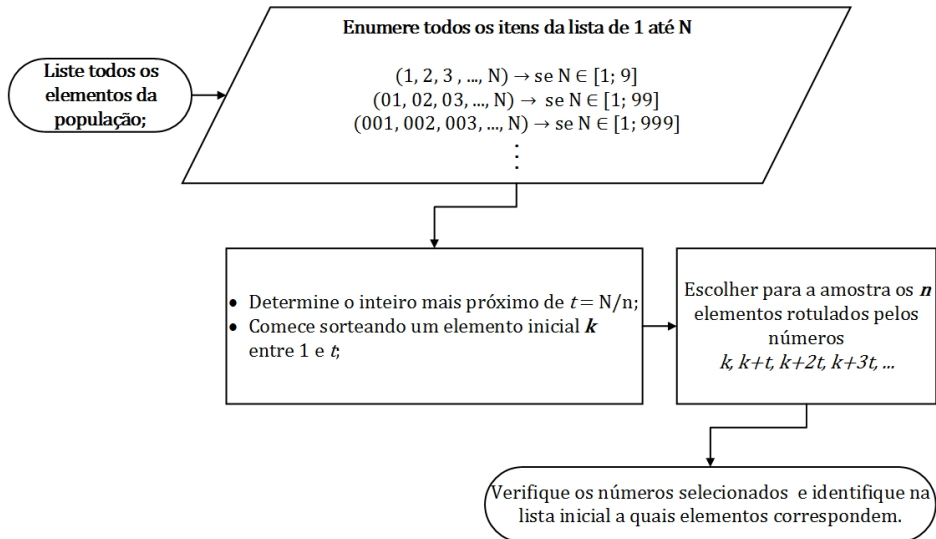 Liste todos os
elementos da
população;
Enumere todos os itens da lista de 1 até N
(1, 2, 3 , ..., N) → se N ∈ [1; 9]
(01, 02, 03, ..., N) → se N ∈ [1; 99]
(001, 002, 003, ..., N) → se N ∈ [1; 999]
⋮
• Determine o inteiro mais próximo de t = N/n;
• Comece sorteando um elemento inicial k
entre 1 e t;
Escolher para a amostra os n
elementos rotulados pelos
números
k, k+t, k+2t, k+3t, ...
Verifique os números selecionados e identifique na
lista inicial a quais elementos correspondem.